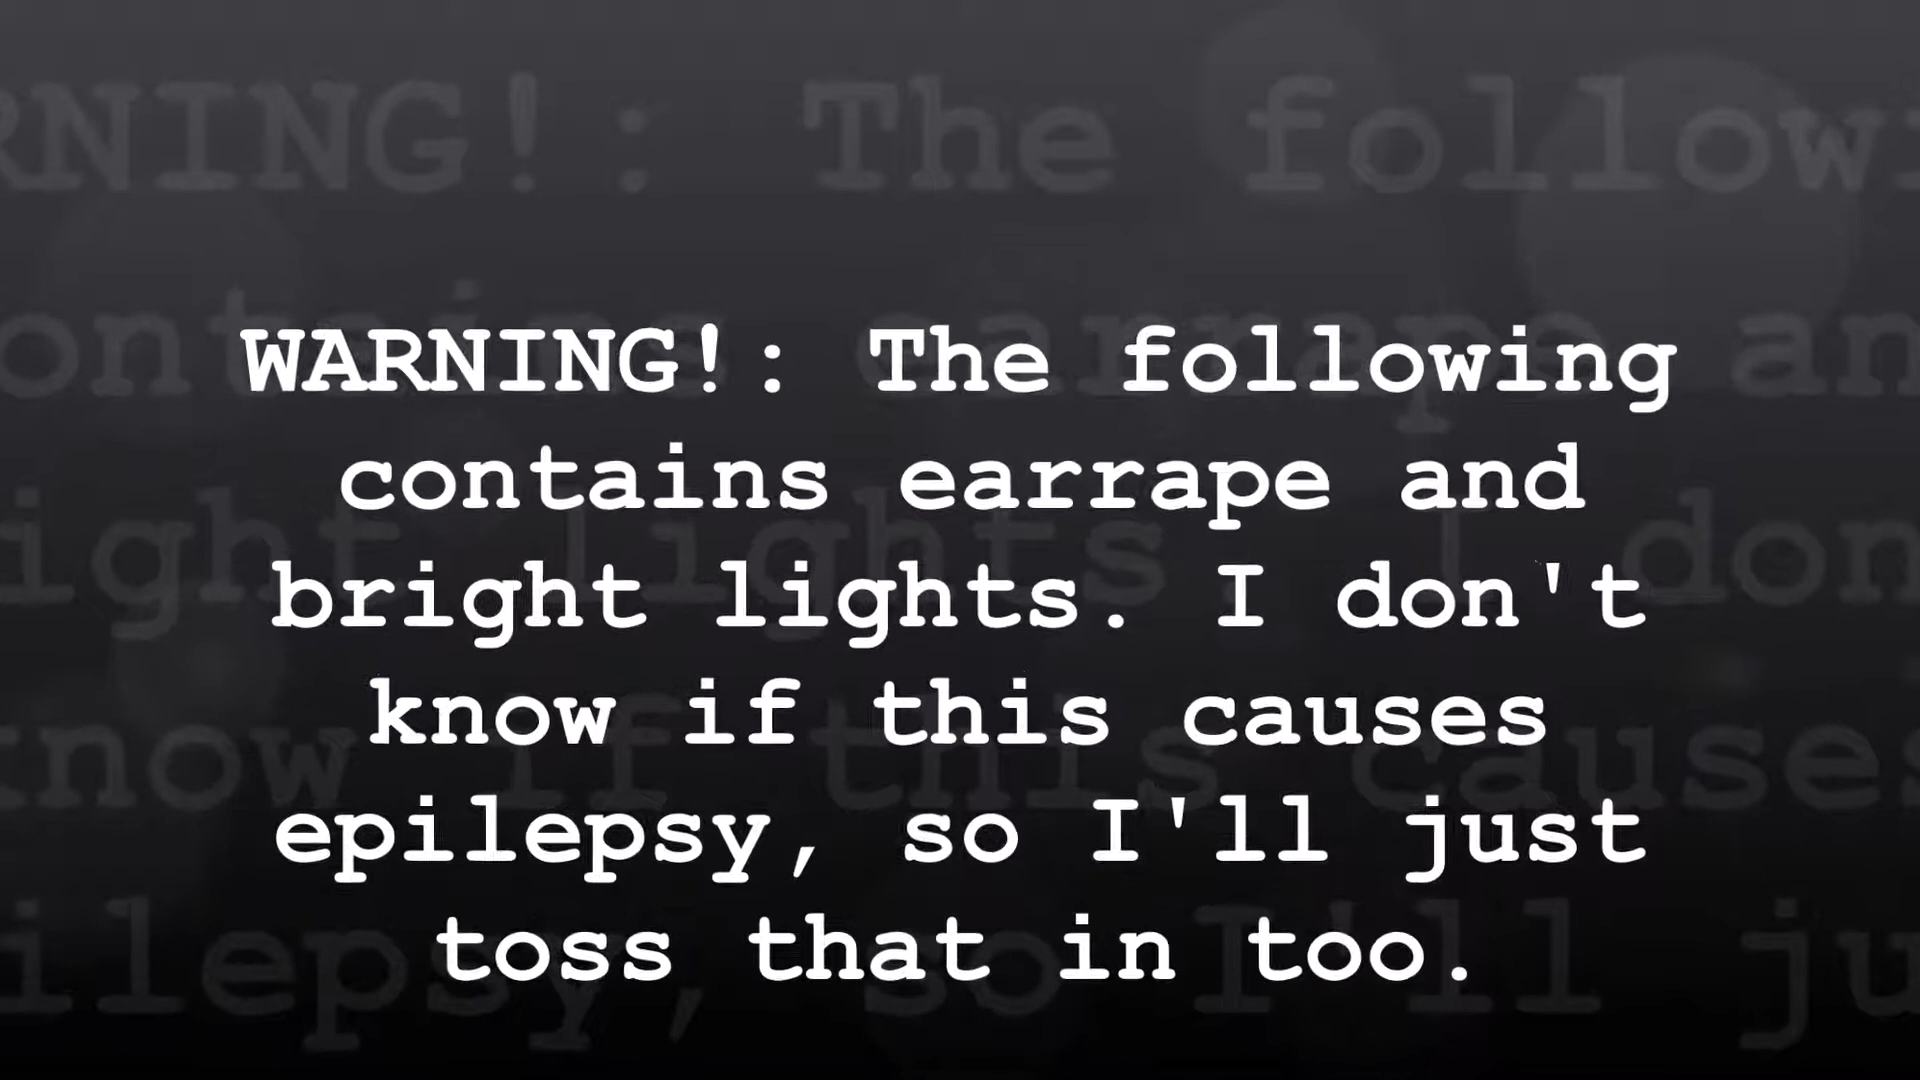 WARNING!: The following
contains earrape and
bright lights. I don't
know if this causes
epilepsy, so I'll just
toss that in too.